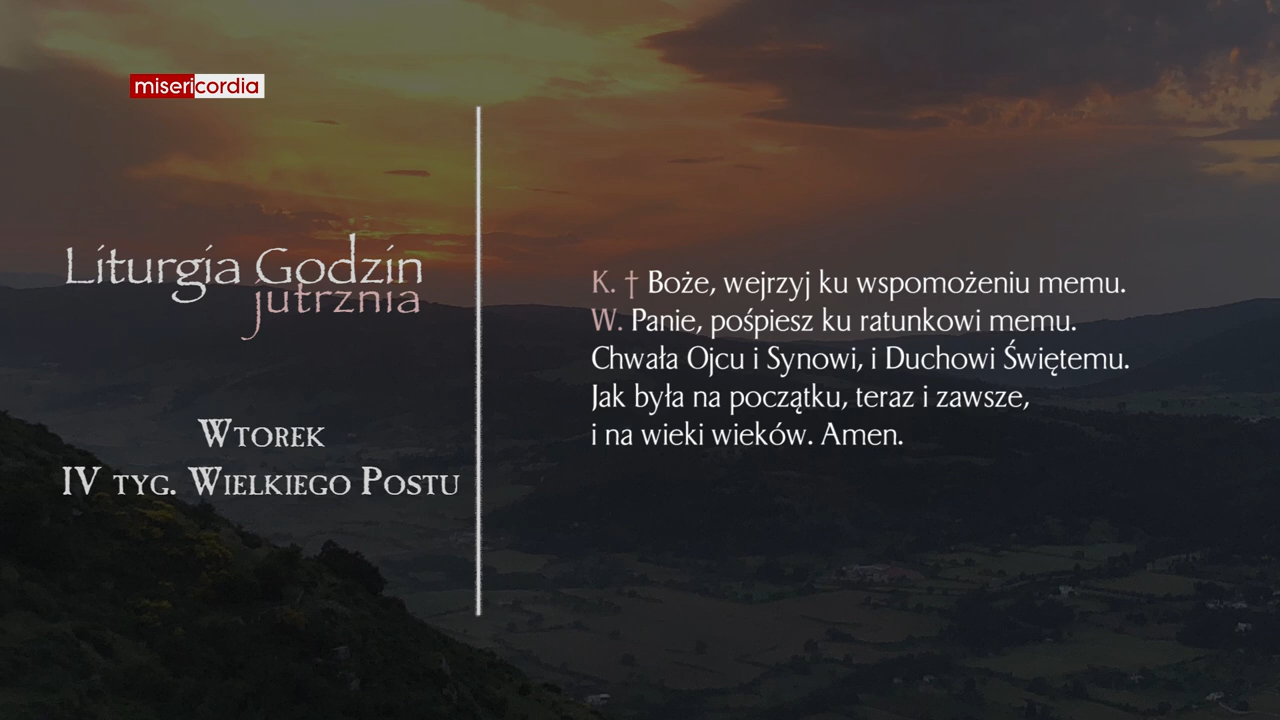 misericordia
Liturgia Godzin
jutrznia
Wtorek
IV tyg. Wielkiego Postu
K. † Boże, wejrzyj ku wspomożeniu memu.
W. Panie, pośpiesz ku ratunkowi memu.
Chwała Ojcu i Synowi, i Duchowi Świętemu.
Jak była na początku, teraz i zawsze,
i na wieki wieków. Amen.